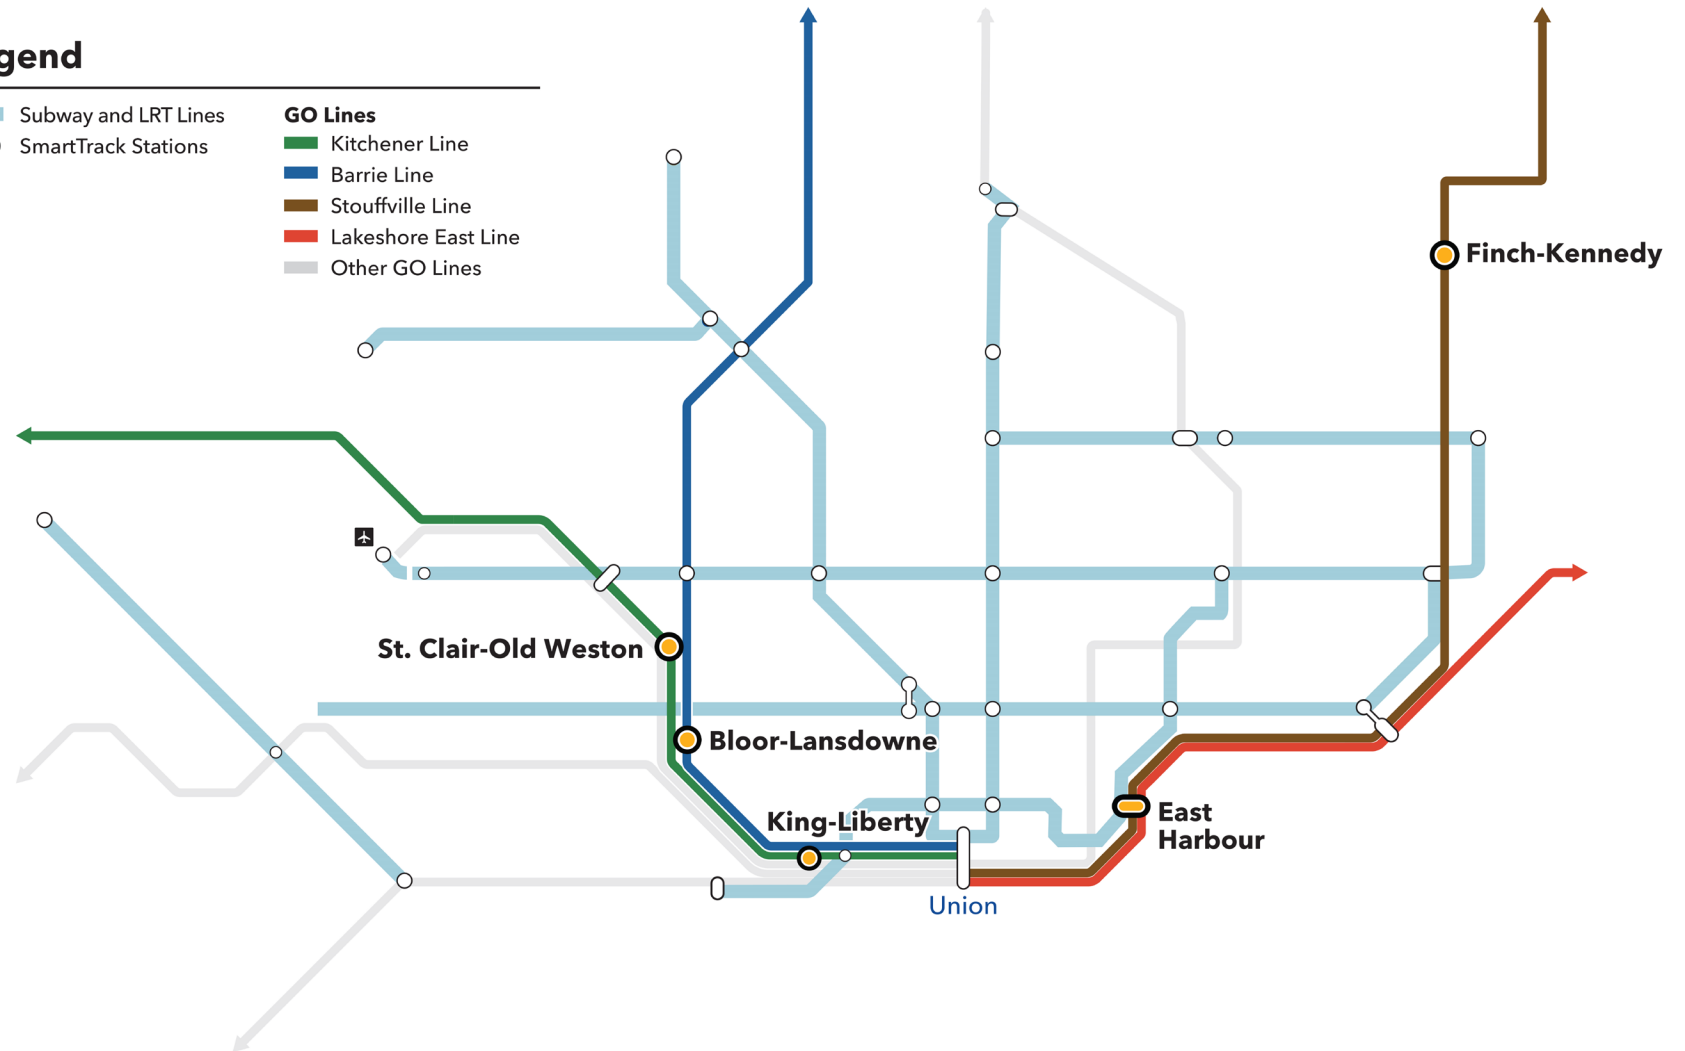 gend
Subway and LRT Lines
SmartTrack Stations
GO Lines
Kitchener Line
Barrie Line
Stouffville Line
Lakeshore East Line
Other GO Lines
Finch-Kennedy
St. Clair-Old Weston
Bloor-Lansdowne
King-Liberty
East
Harbour
Union